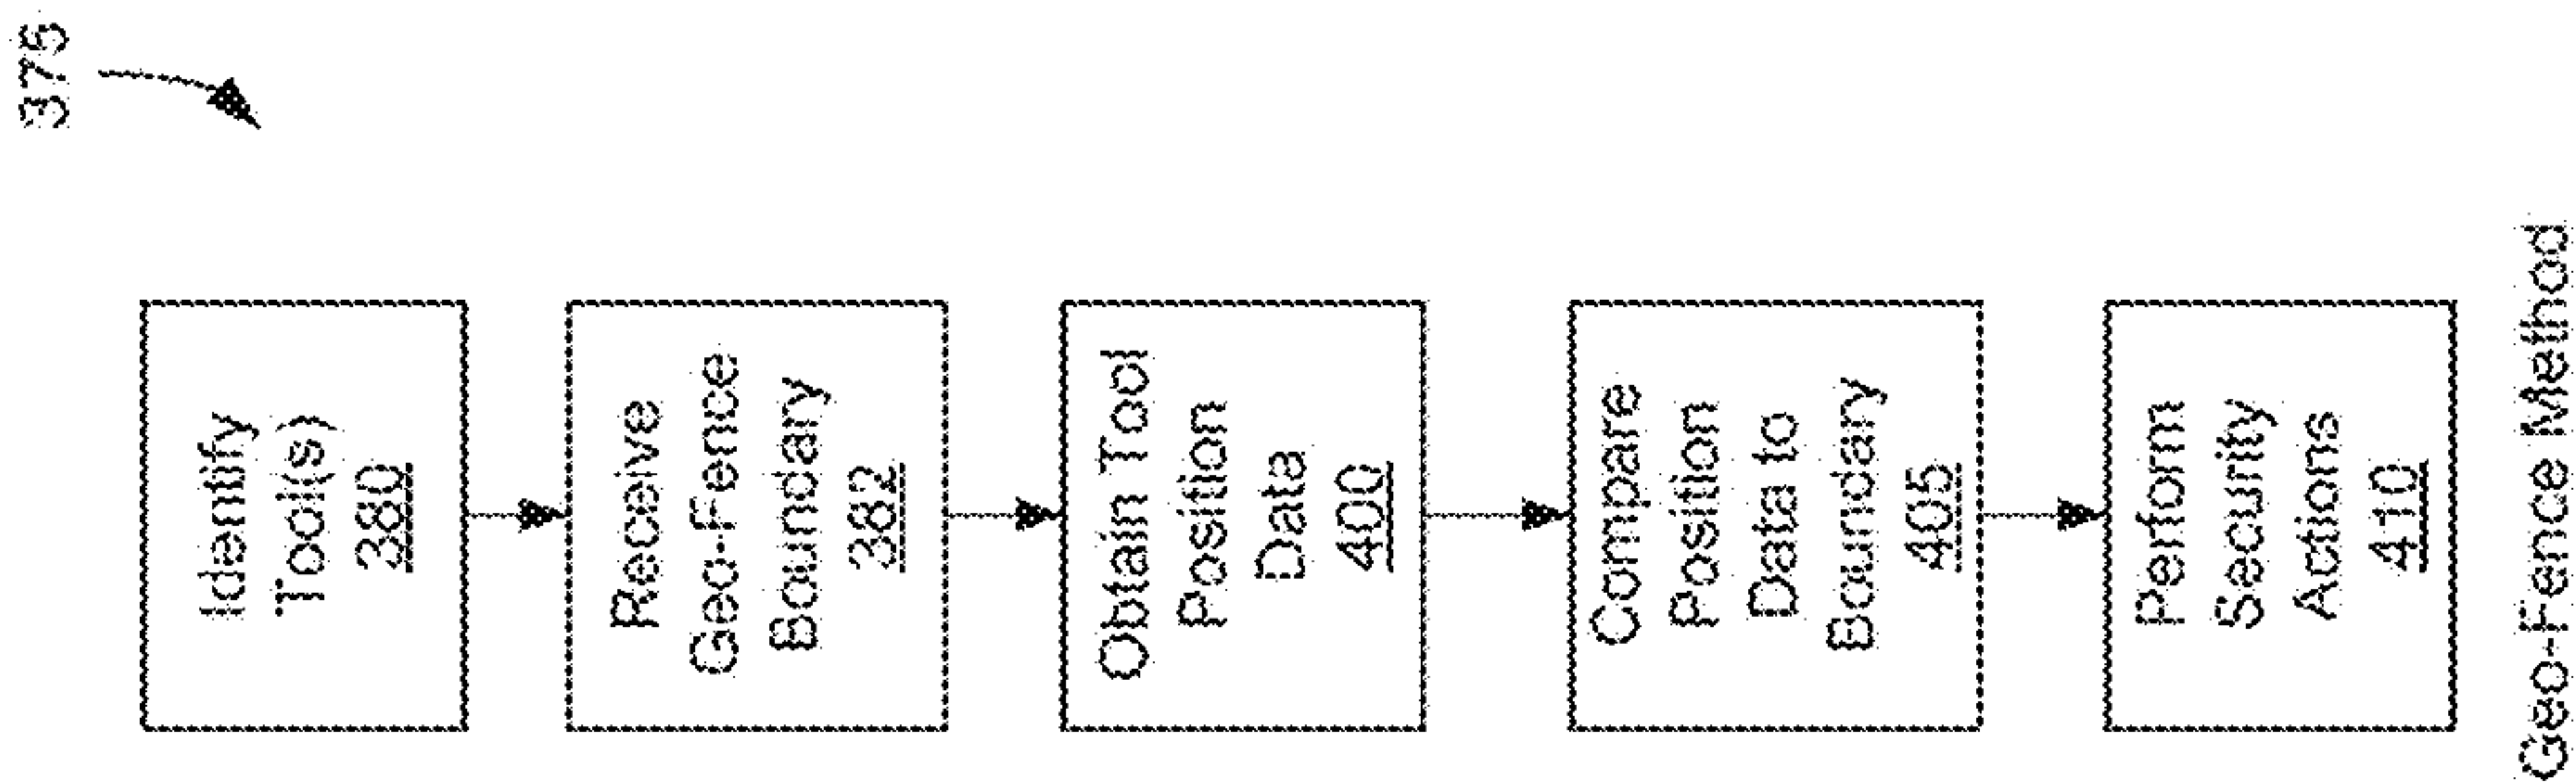 375
Identify
Tool(s)
380
Receive
Geo-Fence
Boundary
382
Obtain Tool
Position
Data
400
Compare
Position
Data to
Boundary
405
Perform
Security
Actions
410
Geo-Fence Method